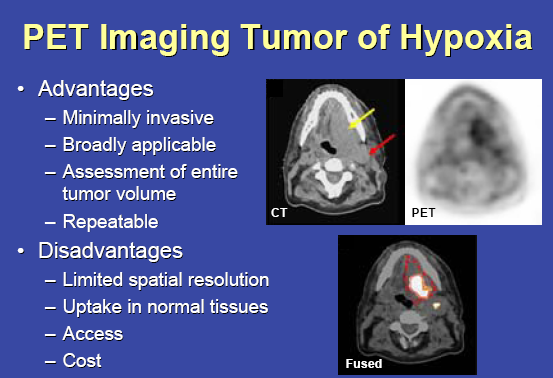 PET Imaging Tumor of Hypoxia
• Advantages
– Minimally invasive
– Broadly applicable
– Assessment of entire
tumor volume
– Repeatable
• Disadvantages
– Limited spatial resolution
– Uptake in normal tissues
– Access
– Cost
CT
PET
Fused